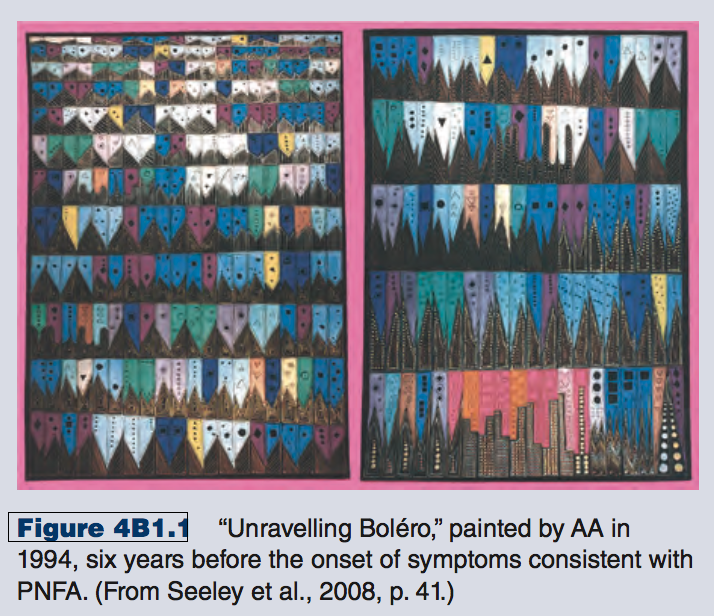 Figure 4B1.1 “Unravelling Boléro,” painted by AA in
1994, six years before the onset of symptoms consistent with
PNFA. (From Seeley et al., 2008, p. 41.)